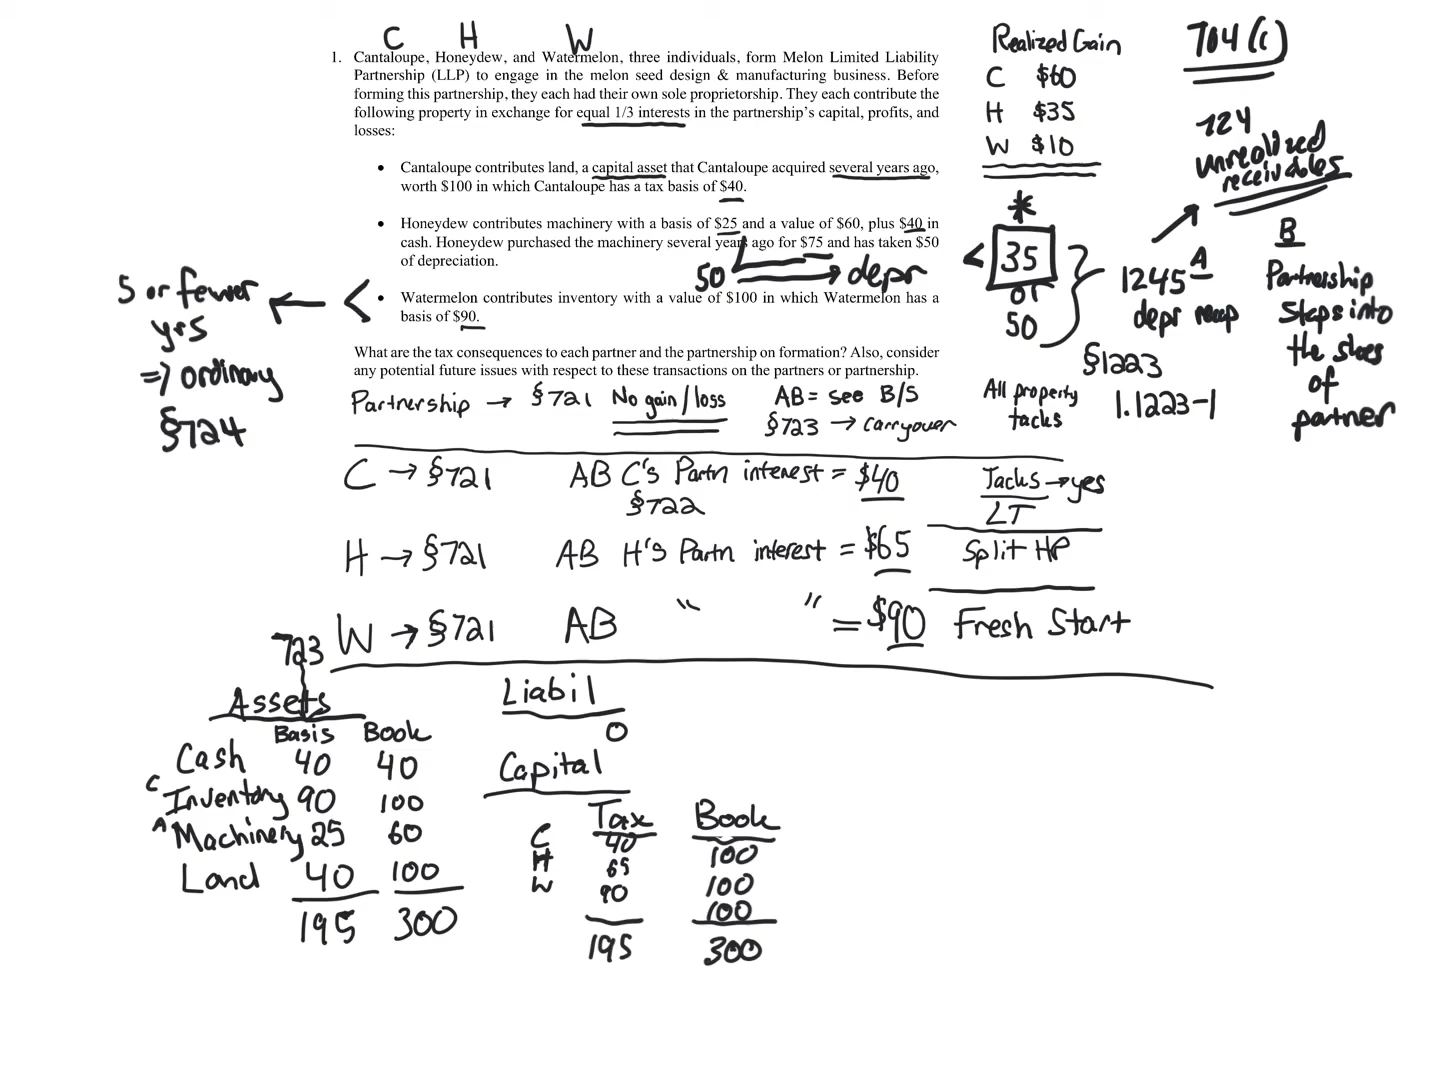 C H W
1. Cantaloupe, Honeydew, and Watermelon, three individuals, form Melon Limited Liability
Partnership (LLP) to engage in the melon seed design & manufacturing business. Before
forming this partnership, they each had their own sole proprietorship. They each contribute the
following property in exchange for equal 1/3 interests in the partnership's capital, profits, and
losses:
• Cantaloupe contributes land, a capital asset that Cantaloupe acquired several years ago,
worth $100 in which Cantaloupe has a tax basis of $40.
• Honeydew contributes machinery with a basis of $25 and a value of $60, plus $40 in
cash. Honeydew purchased the machinery several years ago for $75 and has taken $50
of depreciation.
50 → depr
• Watermelon contributes inventory with a value of $100 in which Watermelon has a
basis of $90.
What are the tax consequences to each partner and the partnership on formation? Also, consider
any potential future issues with respect to these transactions on the partners or partnership.
Realized Gain
C $60
H $35
W $10
704(c)
724
unrealized
receivables
*
< 35
or
50
1245 A
depr recap
§1223
1.1223-1
All property
tacks
B
Partnership
steps into
the shoes
of
partner
5 or fewer
yrs
=> ordinary
§724
Partnership → §721 No gain/loss AB = see B/S
§723 → carryover
C → §721 AB C's Partn interest = $40 Tacks → yes
§722 LT
H → §721 AB H's Partn interest = $65 Split HP
W → §721 AB " " = $90 Fresh Start
723
Assets
Basis Book
Cash 40 40
C Inventory 90 100
A Machinery 25 60
Land 40 100
195 300
Liabil
0
Capital
Tax Book
C 40 100
H 65 100
W 90 100
195 300